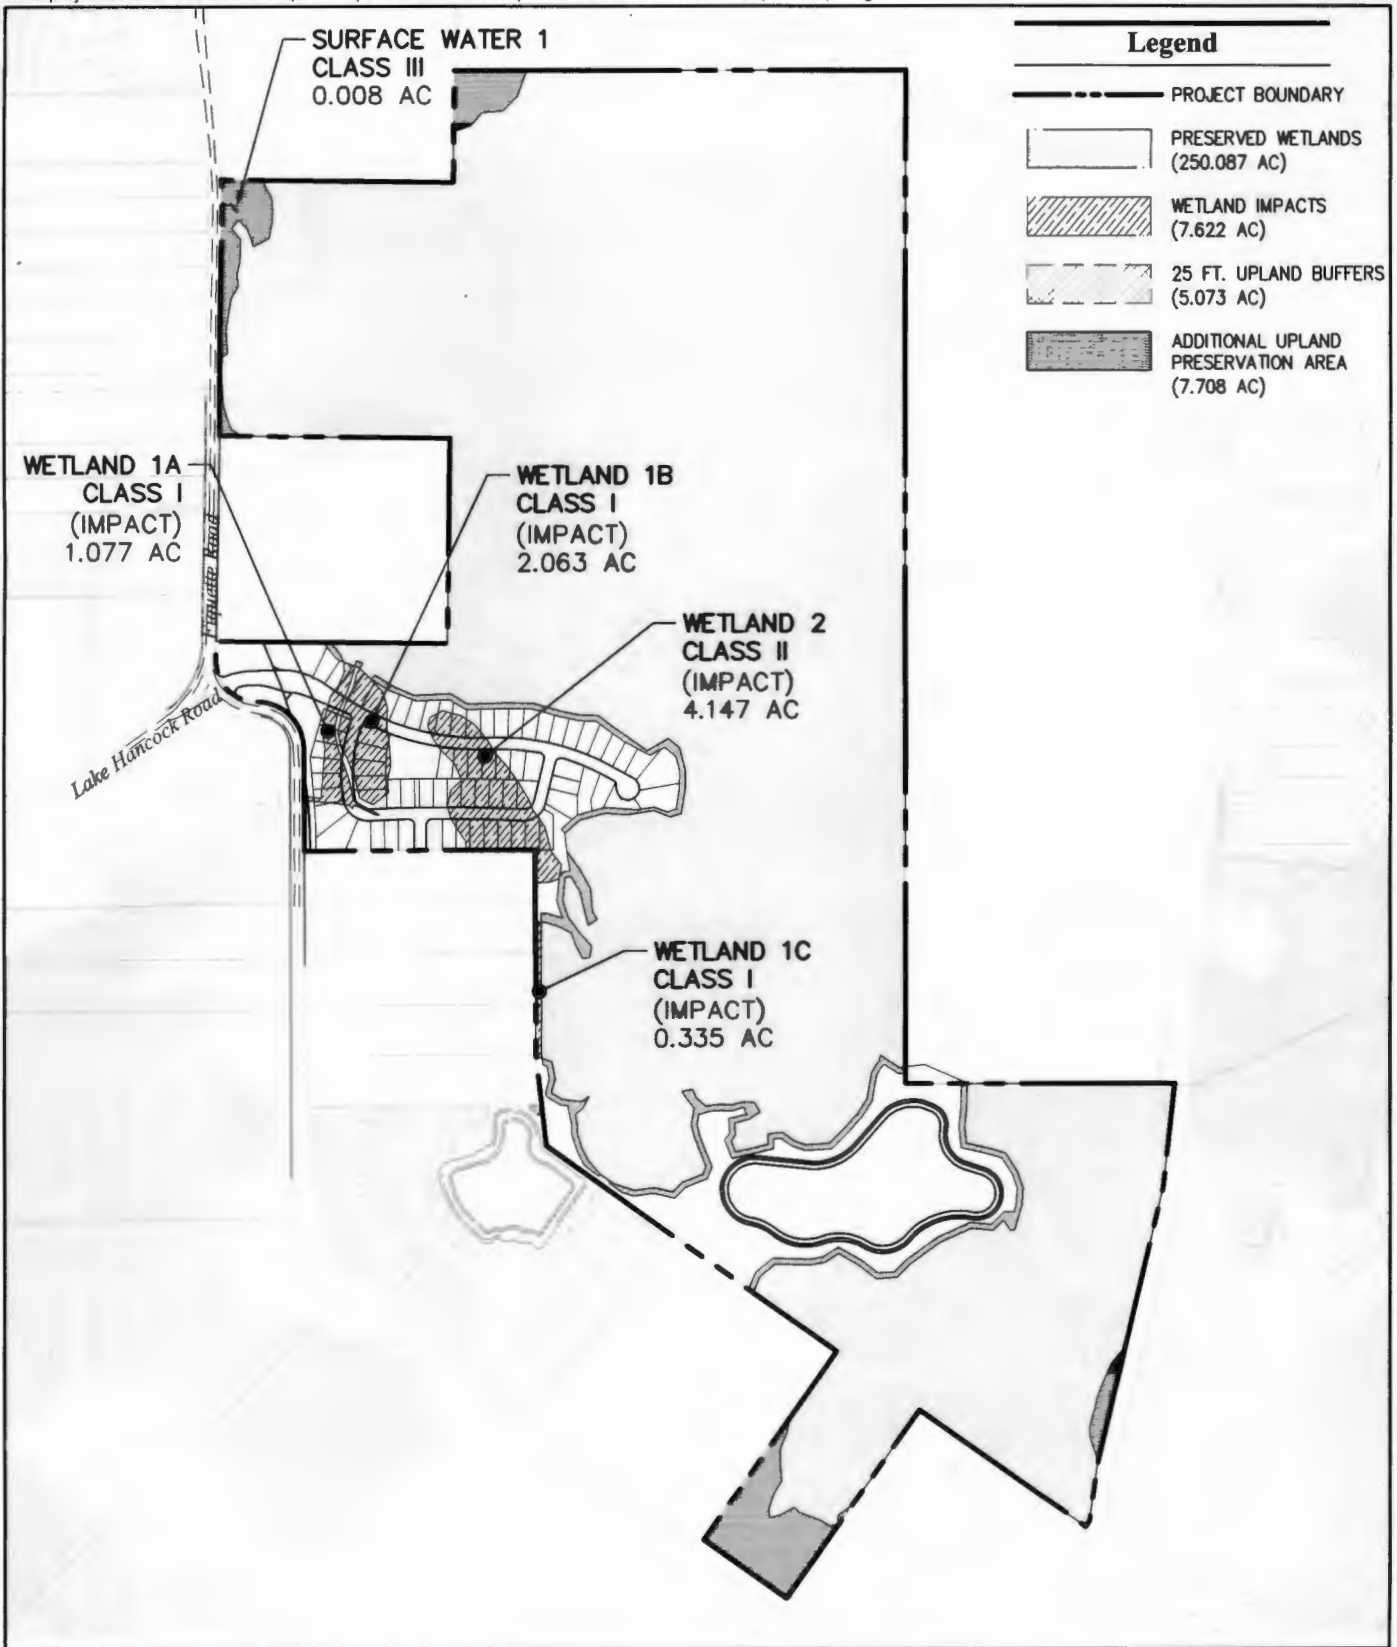 SURFACE WATER 1
CLASS III
0.008 AC
Legend
PROJECT BOUNDARY
PRESERVED WETLANDS
(250.087 AC)
WETLAND IMPACTS
(7.622 AC)
25 FT. UPLAND BUFFERS
(5.073 AC)
ADDITIONAL UPLAND
PRESERVATION AREA
(7.708 AC)
WETLAND 1A
CLASS I
(IMPACT)
1.077 AC
WETLAND 1B
CLASS I
(IMPACT)
2.063 AC
Road
WETLAND 2
CLASS II
(IMPACT)
4.147 AC
Lake Hancock Road
WETLAND 1C
CLASS I
(IMPACT)
0.335 AC